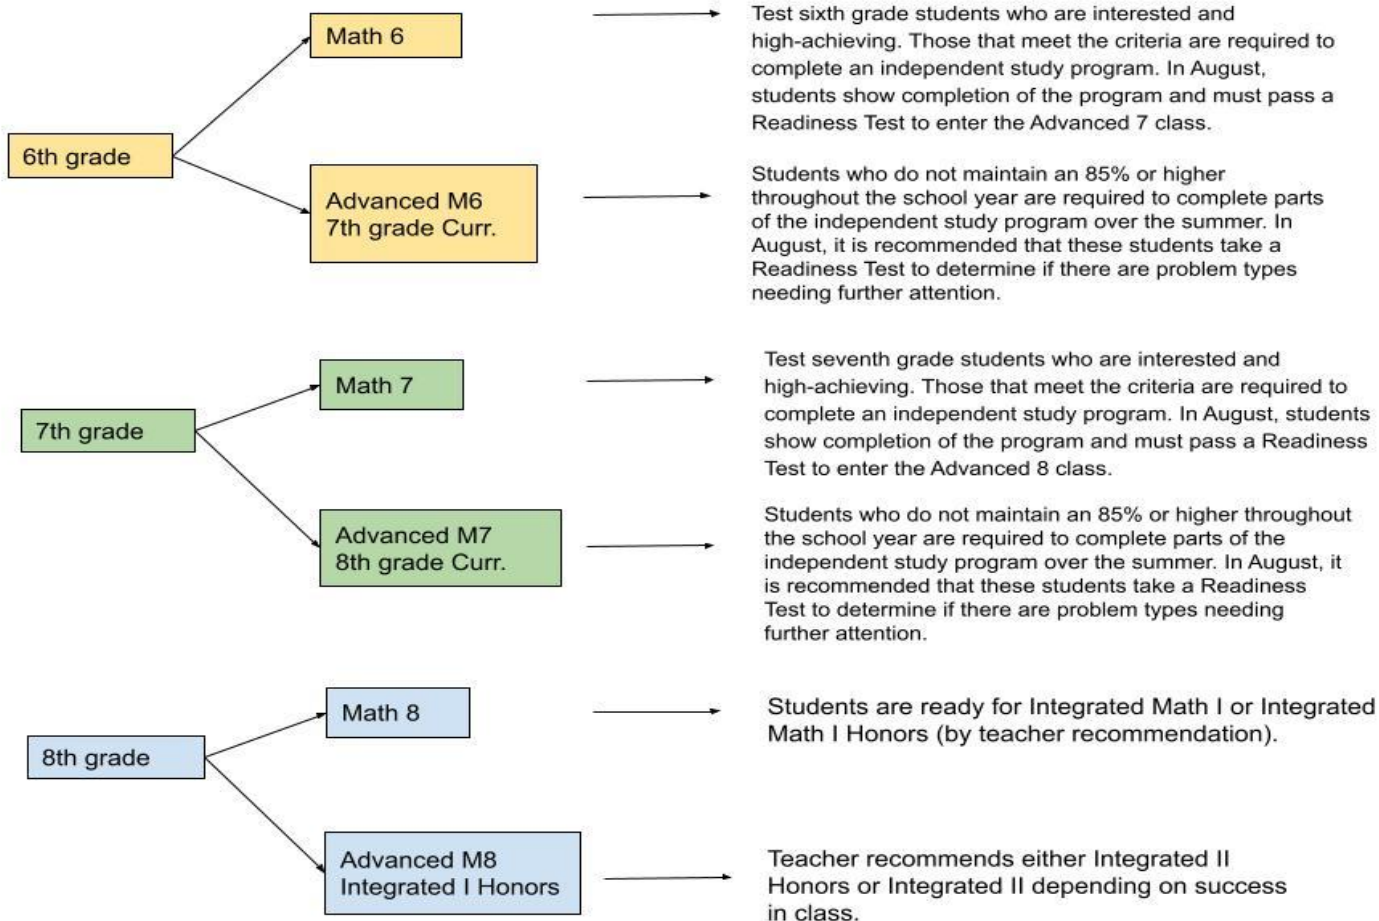 6th grade
Math 6
Test sixth grade students who are interested and
high-achieving. Those that meet the criteria are required to
complete an independent study program. In August,
students show completion of the program and must pass a
Readiness Test to enter the Advanced 7 class.
Advanced M6
7th grade Curr.
Students who do not maintain an 85% or higher
throughout the school year are required to complete parts
of the independent study program over the summer. In
August, it is recommended that these students take a
Readiness Test to determine if there are problem types
needing further attention.
7th grade
Math 7
Test seventh grade students who are interested and
high-achieving. Those that meet the criteria are required to
complete an independent study program. In August, students
show completion of the program and must pass a Readiness
Test to enter the Advanced 8 class.
Advanced M7
8th grade Curr.
Students who do not maintain an 85% or higher throughout
the school year are required to complete parts of the
independent study program over the summer. In August, it
is recommended that these students take a Readiness
Test to determine if there are problem types needing
further attention.
8th grade
Math 8
Students are ready for Integrated Math I or Integrated
Math I Honors (by teacher recommendation).
Advanced M8
Integrated I Honors
Teacher recommends either Integrated II
Honors or Integrated II depending on success
in class.